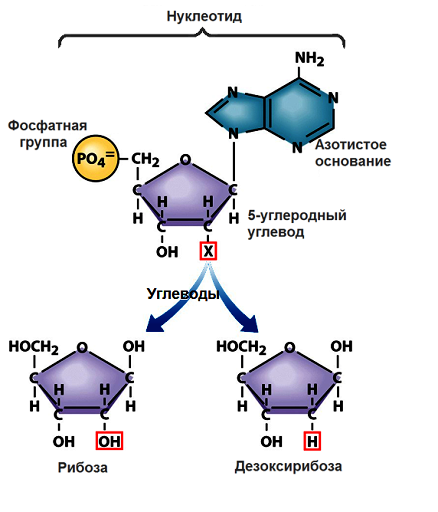 Нуклеотид
NH2
N N
Фосфатная группа
Азотистое основание
N N
PO4= CH2 O
C C
5-углеродный углевод
H H H H
C C
OH X
Углеводы
HOCH2 O OH
HOCH2 O OH
C H H C
C H H C
H C C H
H C C H
OH OH
OH H
Рибоза
Дезоксирибоза